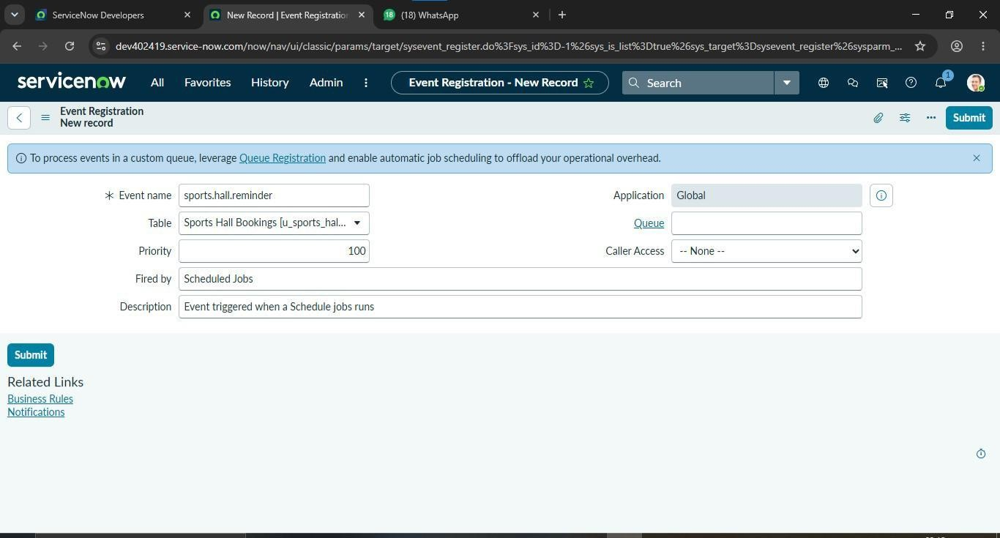 ServiceNow Developers
New Record | Event Registration
18
(18) WhatsApp
dev402419.service-now.com/now/nav/ui/classic/params/target/sysevent_register.do%3Fsys_id%3D-1%26sys_is_list%3Dtrue%26sys_target%3Dsysevent_register%26sysparm_...
servicenow
All
Favorites
History
Admin
Event Registration - New Record
Search
1
Event Registration
New record
Submit
To process events in a custom queue, leverage Queue Registration and enable automatic job scheduling to offload your operational overhead.
Event name
sports.hall.reminder
Application
Global
Table
Sports Hall Bookings [u_sports_hal...
Queue
Priority
100
Caller Access
-- None --
Fired by
Scheduled Jobs
Description
Event triggered when a Schedule jobs runs
Submit
Related Links
Business Rules
Notifications